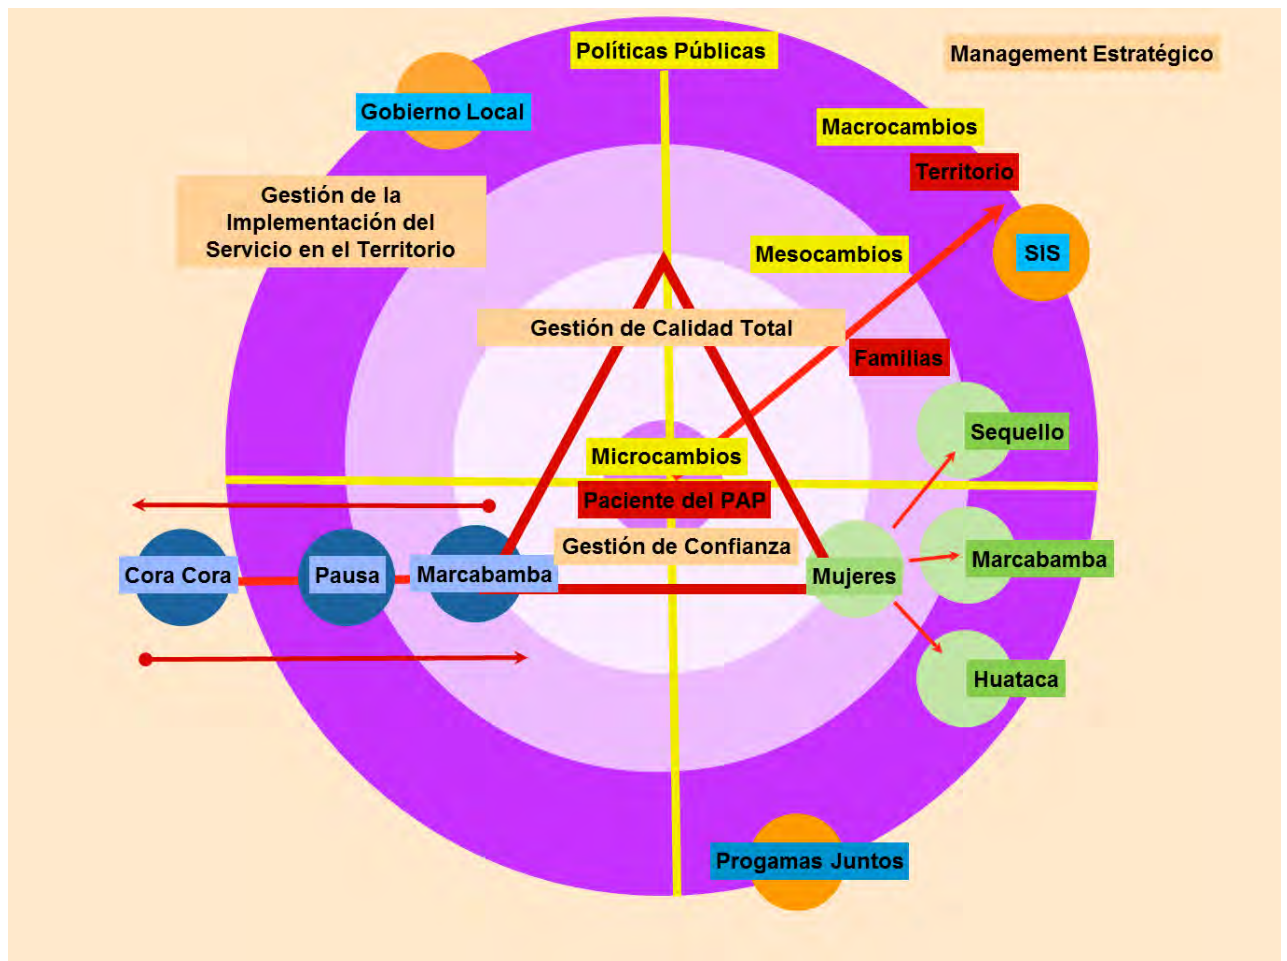 Políticas Públicas
Management Estratégico
Gobierno Local
Macrocambios
Territorio
Gestión de la
Implementación del
Servicio en el Territorio
Mesocambios
SIS
Gestión de Calidad Total
Familias
Sequello
Microcambios
Paciente del PAP
Gestión de Confianza
Cora Cora
Pausa
Marcabamba
Mujeres
Marcabamba
Huataca
Progamas Juntos